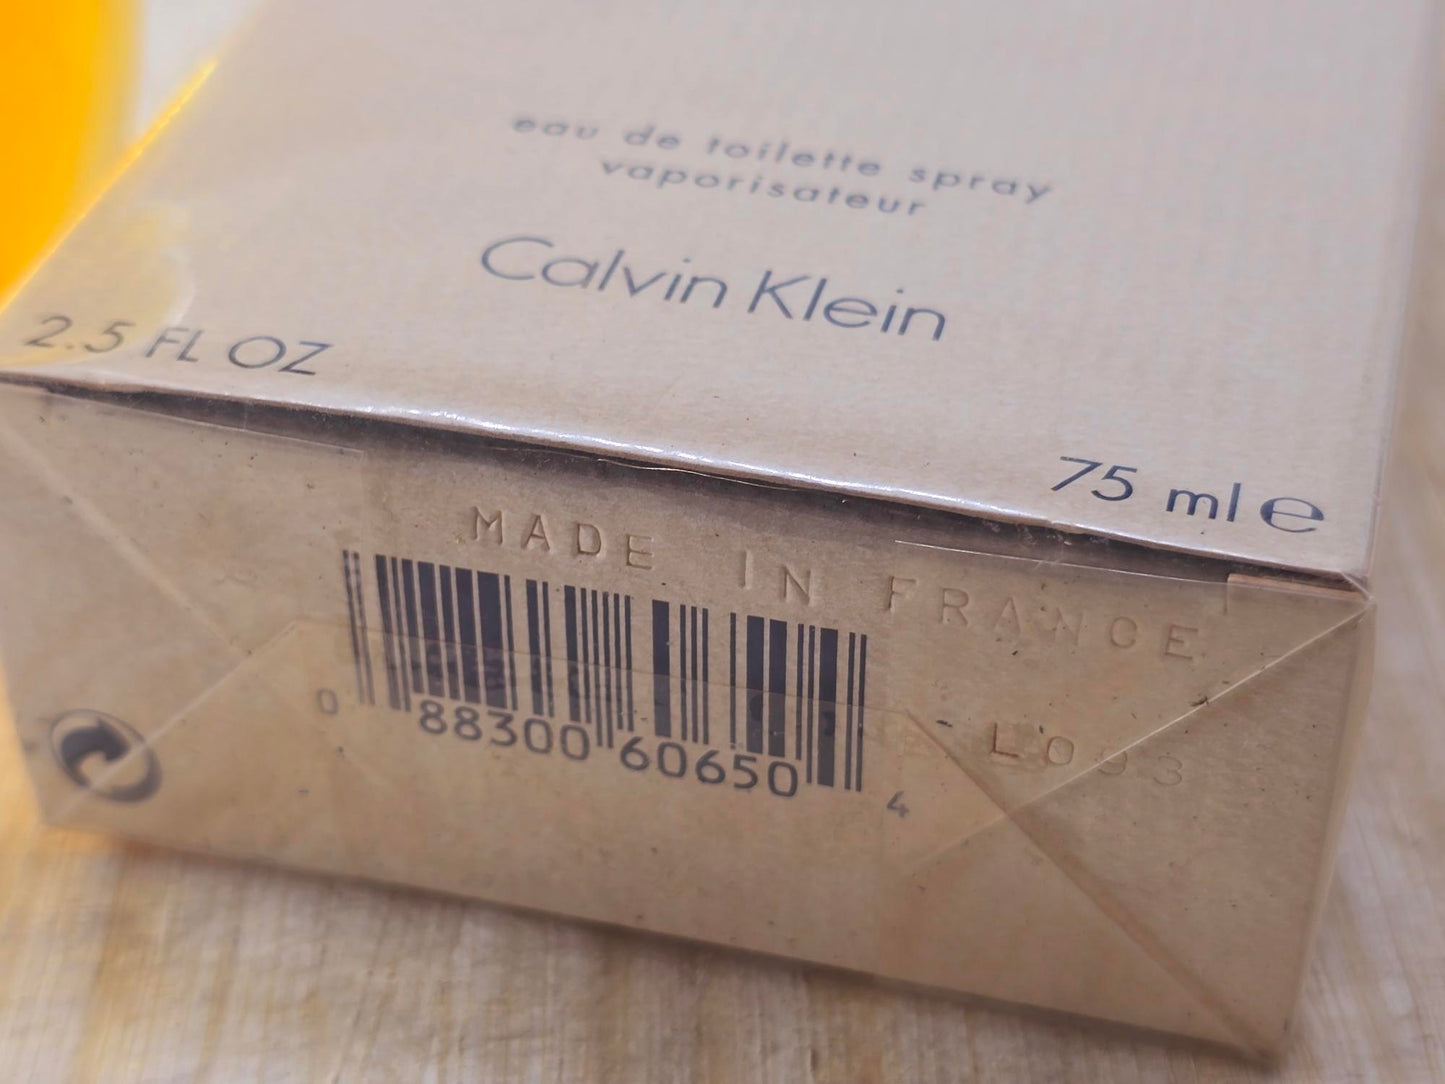 eau de toilette spray
vaporisateur
Calvin Klein
2.5 FL OZ
75 ml e
MADE IN FRANCE
L093
0 88300 60650 4